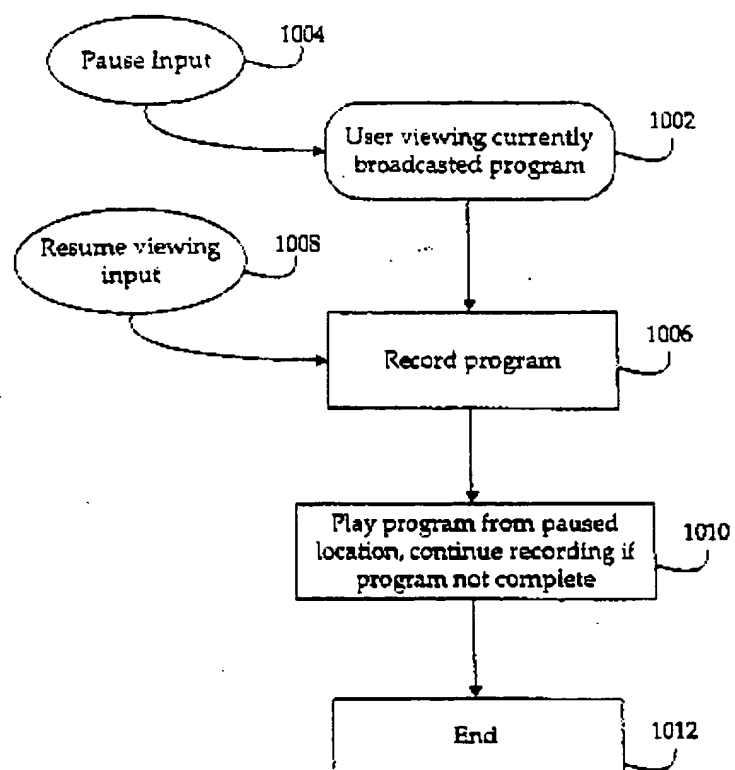 1004
Pause Input
1002
User viewing currently
broadcasted program
1008
Resume viewing
input
1006
Record program
Play program from paused
location, continue recording if
program not complete
1010
End
1012